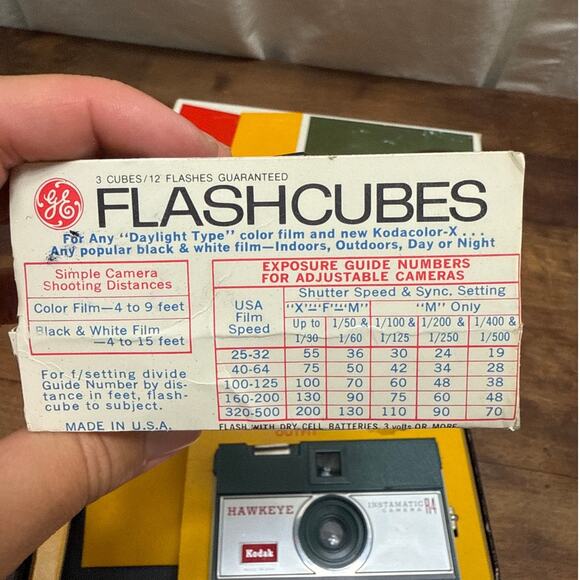 3 CUBES/12 FLASHES GUARANTEED
GE FLASHCUBES
For Any "Daylight Type" color film and new Kodacolor-X . . .
Any popular black & white film—Indoors, Outdoors, Day or Night
Simple Camera
Shooting Distances
Color Film—4 to 9 feet
Black & White Film
—4 to 15 feet
For f/setting divide
Guide Number by dis-
tance in feet, flash-
cube to subject.
MADE IN U.S.A.
EXPOSURE GUIDE NUMBERS
FOR ADJUSTABLE CAMERAS
USA Film Speed
Shutter Speed & Sync. Setting
"X"-"F"-"M" "M" Only
Up to 1/30 1/50 & 1/60 1/100 & 1/125 1/200 & 1/250 1/400 & 1/500
25-32 55 36 30 24 19
40-64 75 50 42 34 28
100-125 100 70 60 48 38
160-200 130 90 75 60 48
320-500 200 130 110 90 70
FLASH WITH DRY CELL BATTERIES 3 volts OR MORE
OUTFIT
HAWKEYE
INSTAMATIC R4
CAMERA
Kodak